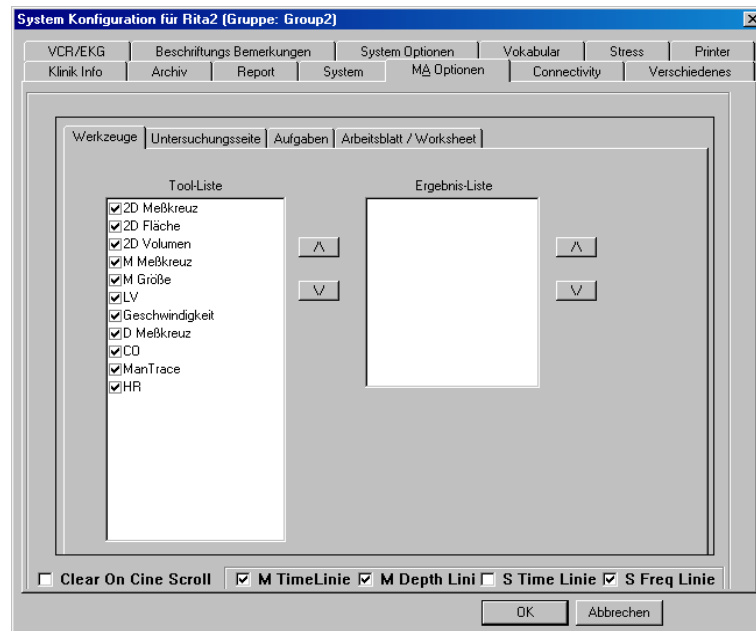 System Konfiguration für Rita2 (Gruppe: Group2)
VCR/EKG Beschriftungs Bemerkungen System Optionen Vokabular Stress Printer
Klinik Info Archiv Report System MA Optionen Connectivity Verschiedenes
Werkzeuge Untersuchungsseite Aufgaben Arbeitsblatt / Worksheet
Tool-Liste Ergebnis-Liste
2D Meßkreuz
2D Fläche
2D Volumen
M Meßkreuz
M Größe
LV
Geschwindigkeit
D Meßkreuz
CO
ManTrace
HR
Clear On Cine Scroll M TimeLinie M Depth Lini S Time Linie S Freq Linie
OK Abbrechen